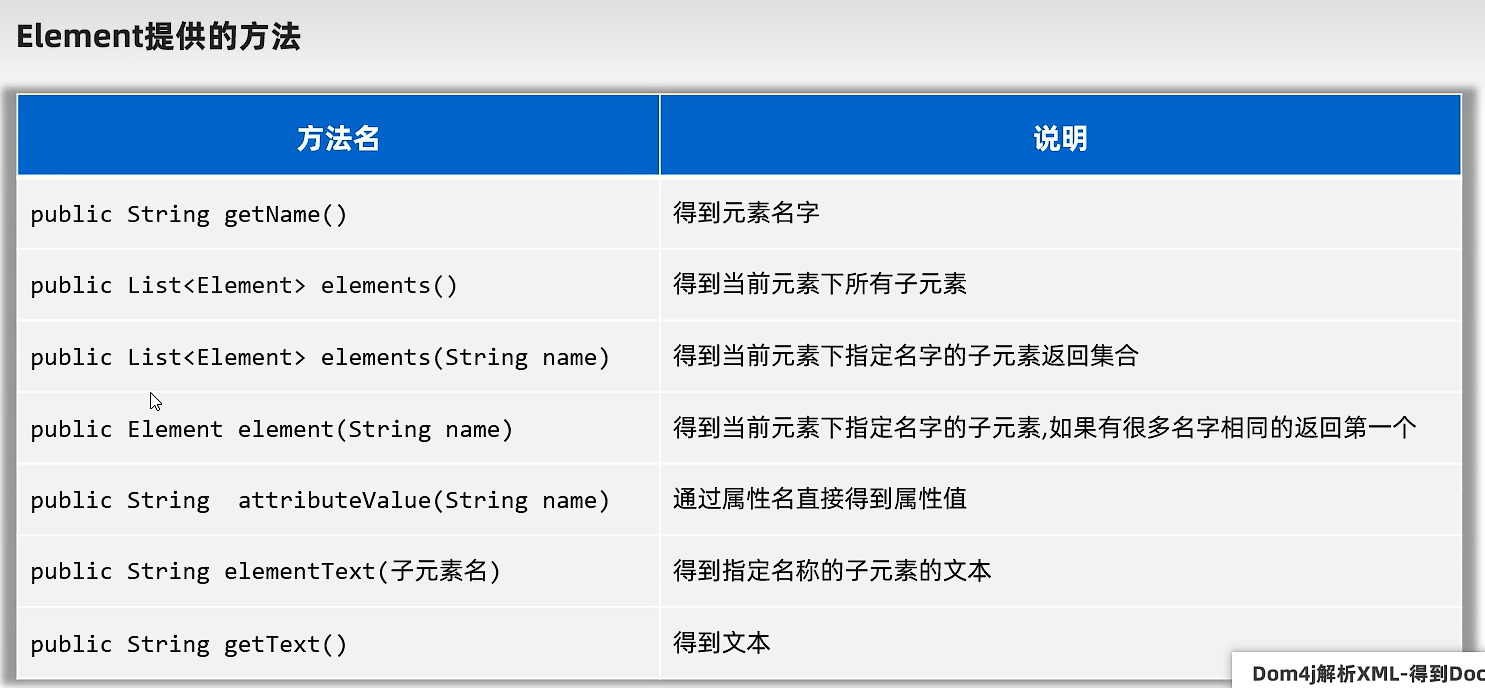 Element提供的方法
方法名 说明
public String getName() 得到元素名字
public List<Element> elements() 得到当前元素下所有子元素
public List<Element> elements(String name) 得到当前元素下指定名字的子元素返回集合
public Element element(String name) 得到当前元素下指定名字的子元素,如果有很多名字相同的返回第一个
public String  attributeValue(String name) 通过属性名直接得到属性值
public String elementText(子元素名) 得到指定名称的子元素的文本
public String getText() 得到文本
Dom4j解析XML-得到Doc